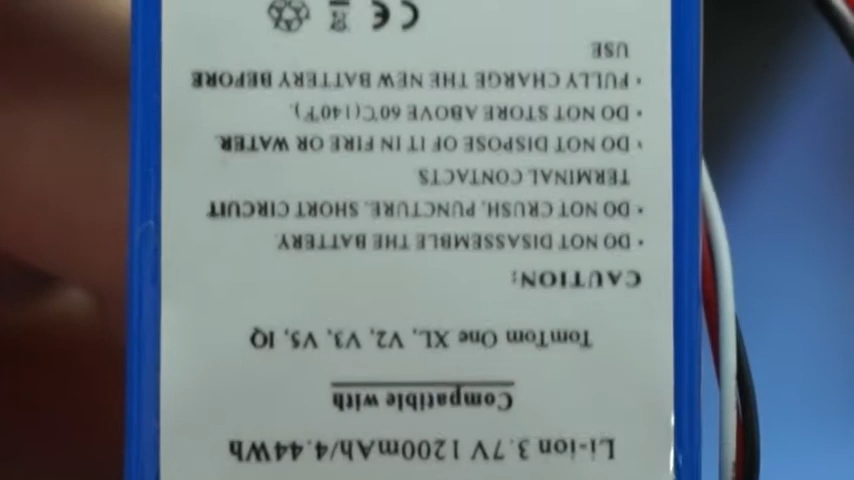 Li-ion 3.7V 1200mAh/4.44Wh
Compatible with
TomTom One XL, V2, V3, V5, IQ
CAUTION:
• DO NOT DISASSEMBLE THE BATTERY.
• DO NOT CRUSH, PUNCTURE, SHORT CIRCUIT
TERMINAL CONTACTS
• DO NOT DISPOSE OF IT IN FIRE OR WATER.
• DO NOT STORE ABOVE 60℃(140℉).
• FULLY CHARGE THE NEW BATTERY BEFORE
USE
CE